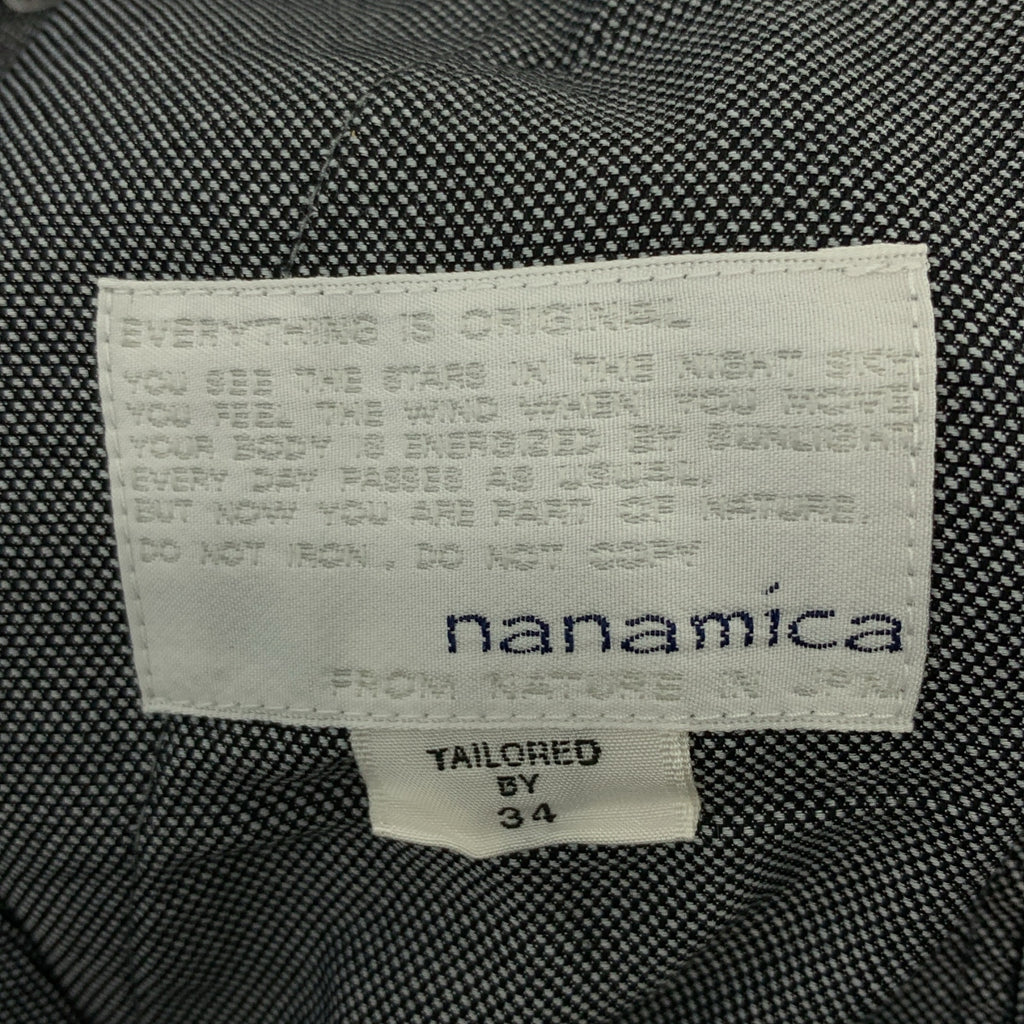 EVERYTHING IS ORIGINAL
YOU SEE THE STARS IN THE NIGHT SKY
YOU FEEL THE WIND WHEN YOU MOVE
YOUR BODY IS ENERGIZED BY SUNLIGHT
EVERY DAY PASSES AS USUAL.
BUT NOW YOU ARE PART OF NATURE.
DO NOT IRON. DO NOT COPY
nanamica
FROM NATURE IN JPN.
TAILORED
BY
34